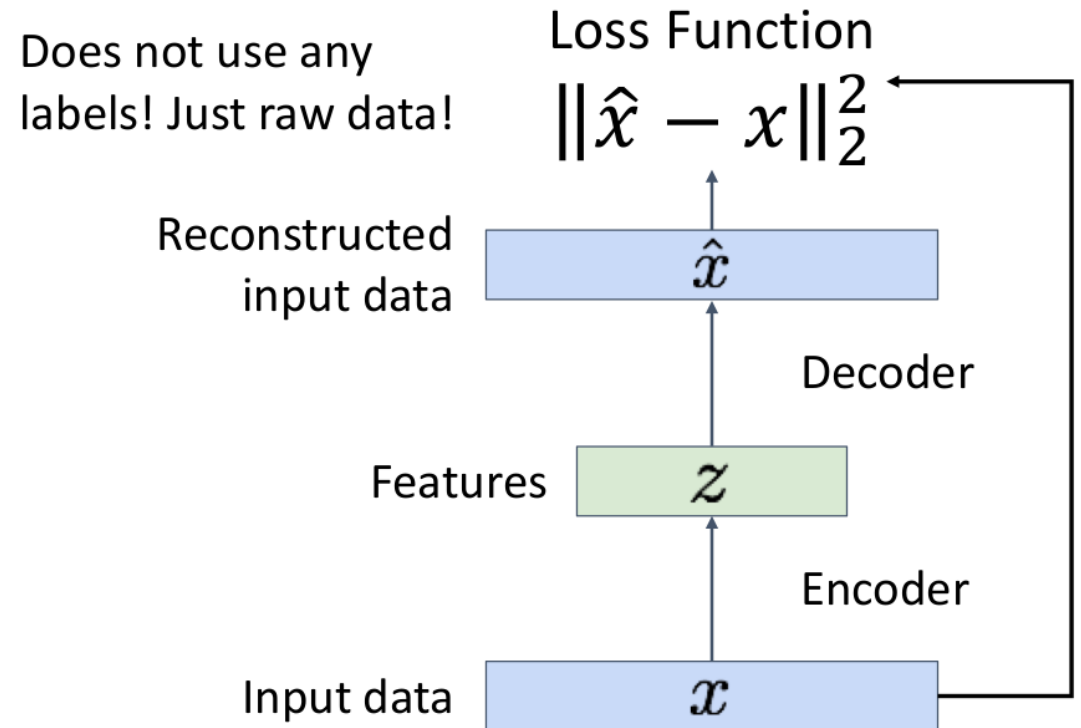 Does not use any
labels! Just raw data!
Loss Function
‖x̂ − x‖₂²
Reconstructed
input data
x̂
Decoder
Features
z
Encoder
Input data
x